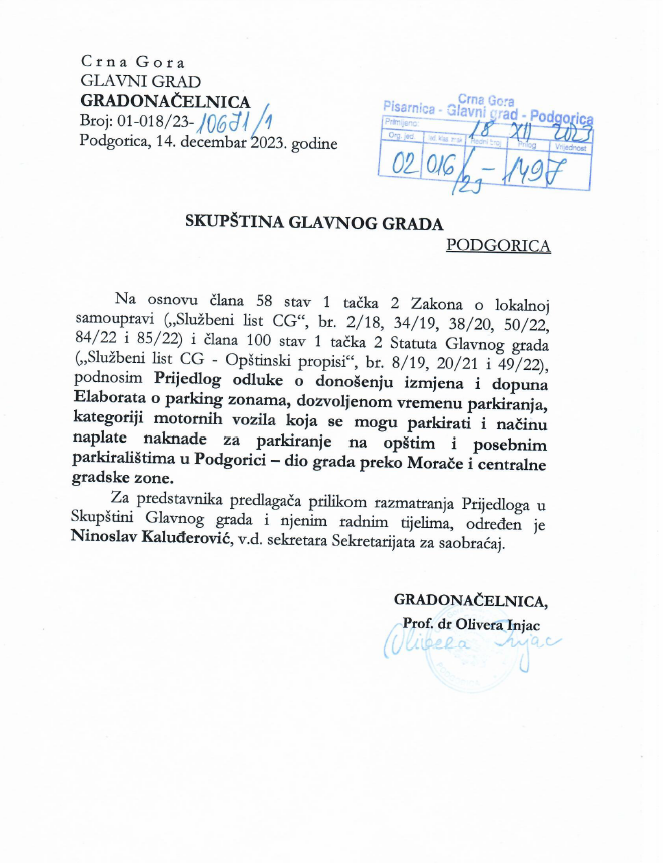 Crna Gora
GLAVNI GRAD
GRADONAČELNICA
Broj: 01-018/23-10671/1
Podgorica, 14. decembar 2023. godine
Crna Gora
Pisarnica - Glavni grad - Podgorica
Primljeno: 18 XII 2023
Org. jed. Prilog Vrijednost
02 016/23 - 1497
SKUPŠTINA GLAVNOG GRADA
PODGORICA
Na osnovu člana 58 stav 1 tačka 2 Zakona o lokalnoj
samoupravi („Službeni list CG“, br. 2/18, 34/19, 38/20, 50/22,
84/22 i 85/22) i člana 100 stav 1 tačka 2 Statuta Glavnog grada
(„Službeni list CG - Opštinski propisi“, br. 8/19, 20/21 i 49/22),
podnosim Prijedlog odluke o donošenju izmjena i dopuna
Elaborata o parking zonama, dozvoljenom vremenu parkiranja,
kategoriji motornih vozila koja se mogu parkirati i načinu
naplate naknade za parkiranje na opštim i posebnim
parkiralištima u Podgorici – dio grada preko Morače i centralne
gradske zone.
Za predstavnika predlagača prilikom razmatranja Prijedloga u
Skupštini Glavnog grada i njenim radnim tijelima, određen je
Ninoslav Kaluđerović, v.d. sekretara Sekretarijata za saobraćaj.
GRADONAČELNICA,
Prof. dr Olivera Injac
Olivera Injac